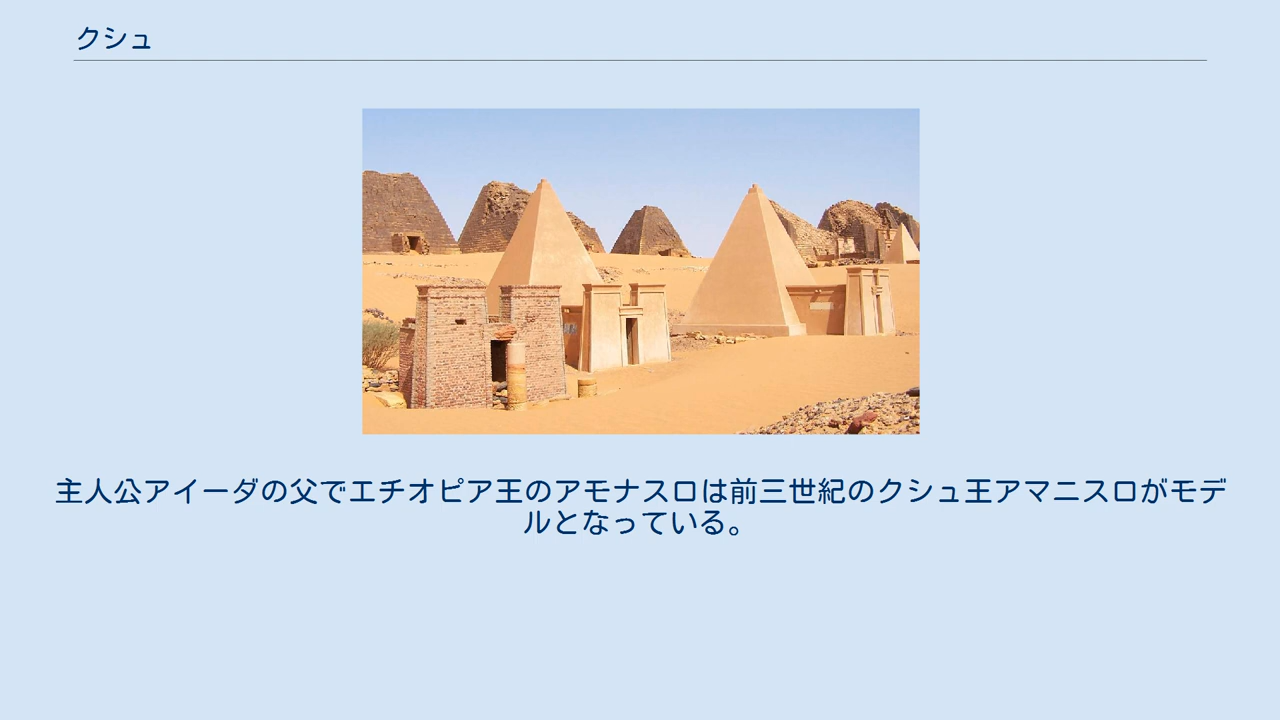 クシュ
主人公アイーダの父でエチオピア王のアモナスロは前三世紀のクシュ王アマニスロがモデ
ルとなっている。